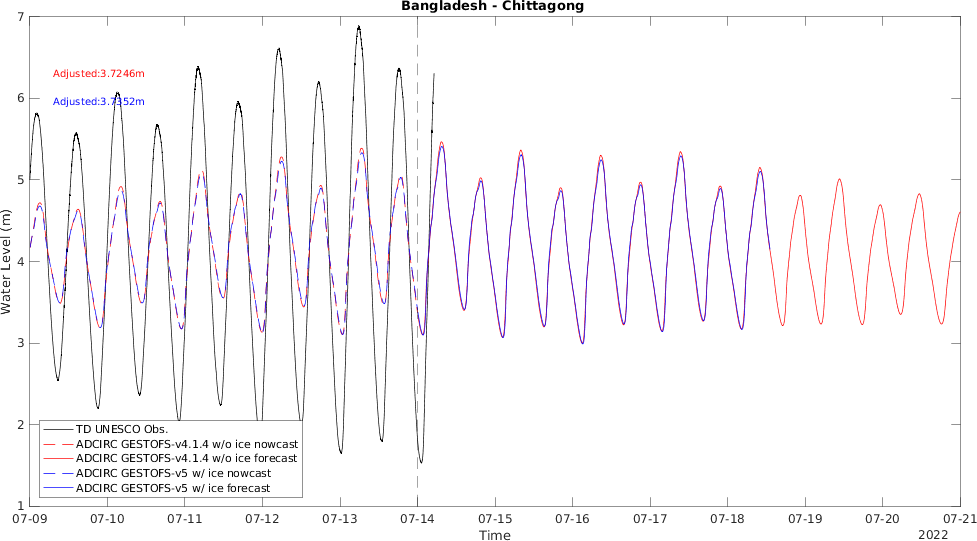 Bangladesh - Chittagong
7
6
5
4
3
2
1
Water Level (m)
Adjusted:3.7246m
Adjusted:3.7352m
TD UNESCO Obs.
ADCIRC GESTOFS-v4.1.4 w/o ice nowcast
ADCIRC GESTOFS-v4.1.4 w/o ice forecast
ADCIRC GESTOFS-v5 w/ ice nowcast
ADCIRC GESTOFS-v5 w/ ice forecast
07-09 07-10 07-11 07-12 07-13 07-14 07-15 07-16 07-17 07-18 07-19 07-20 07-21
Time
2022